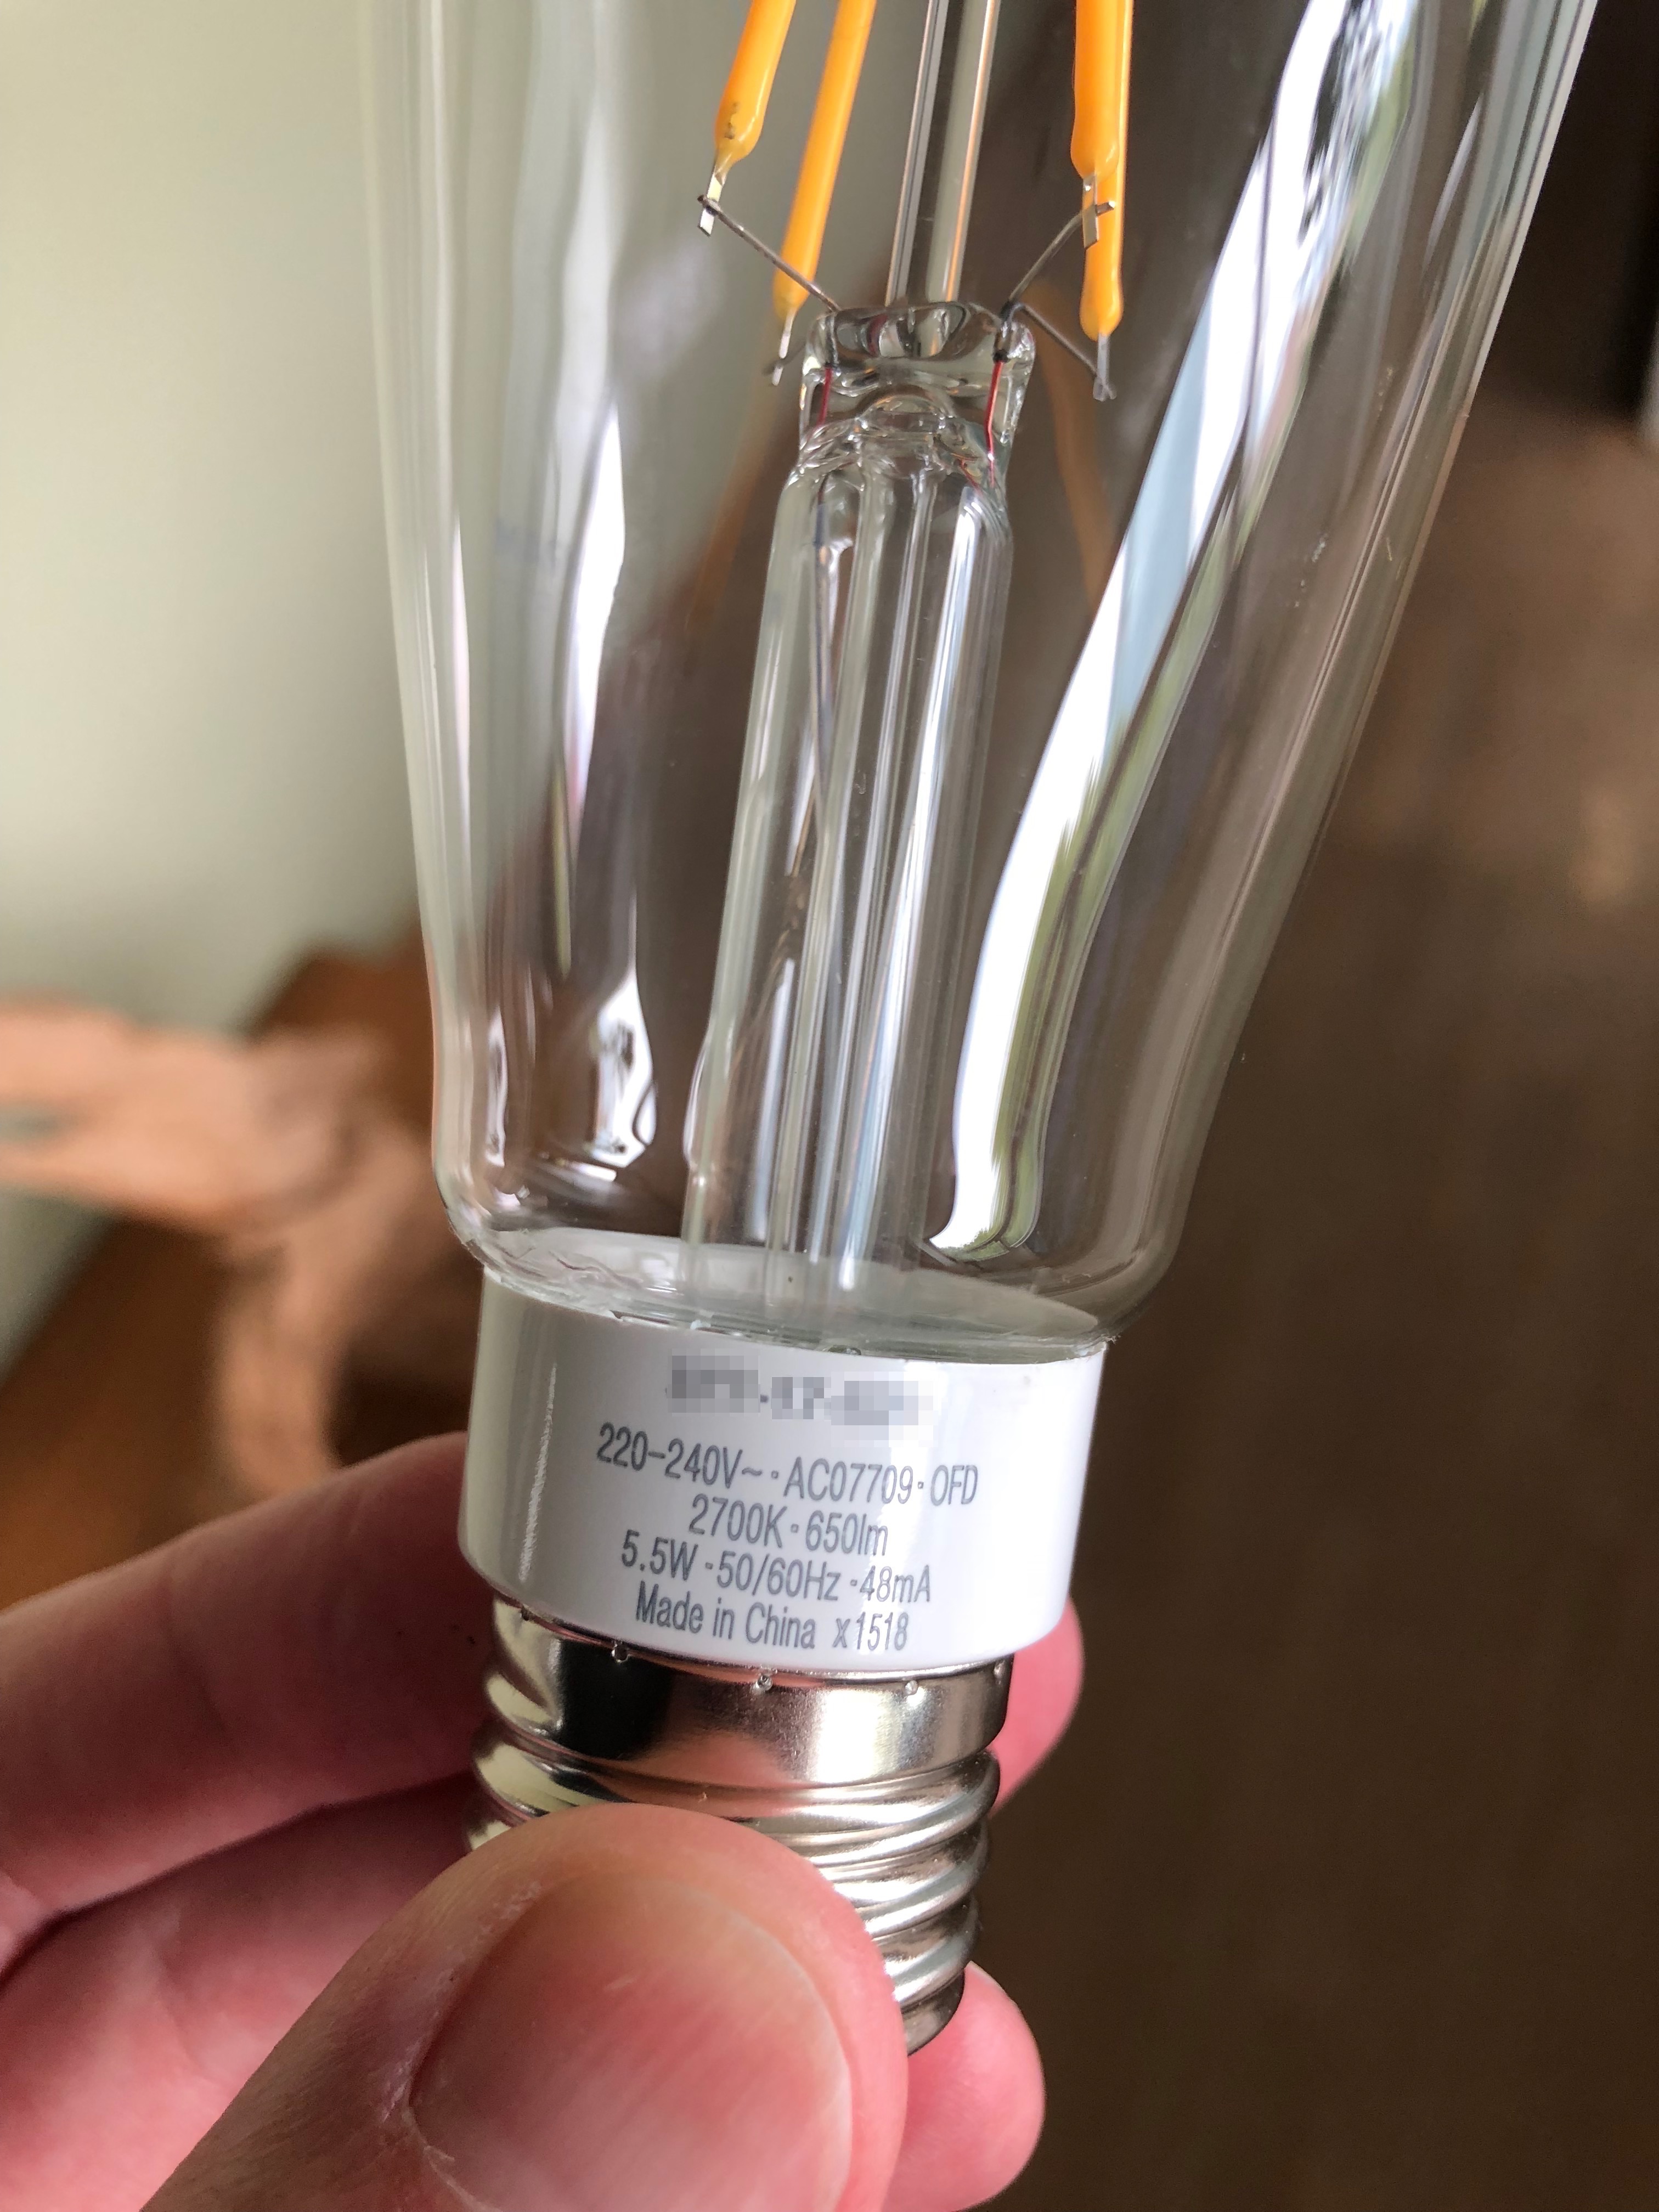 220-240V~·AC07709·OFD
2700K·650lm
5.5W·50/60Hz·48mA
Made in China x1518